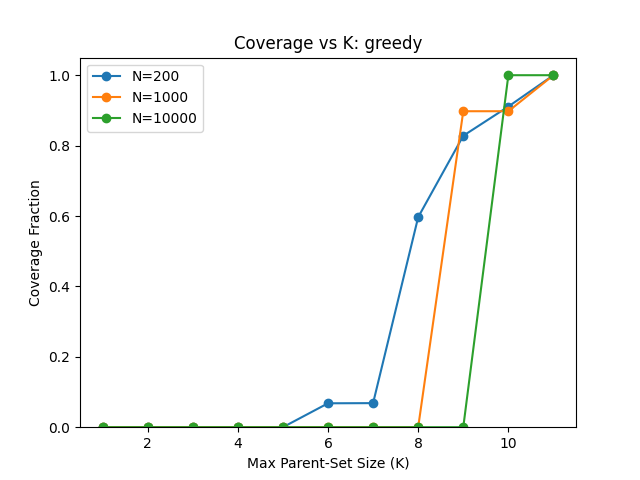 Coverage vs K: greedy
N=200
N=1000
N=10000
Coverage Fraction
1.0
0.8
0.6
0.4
0.2
0.0
2 4 6 8 10
Max Parent-Set Size (K)